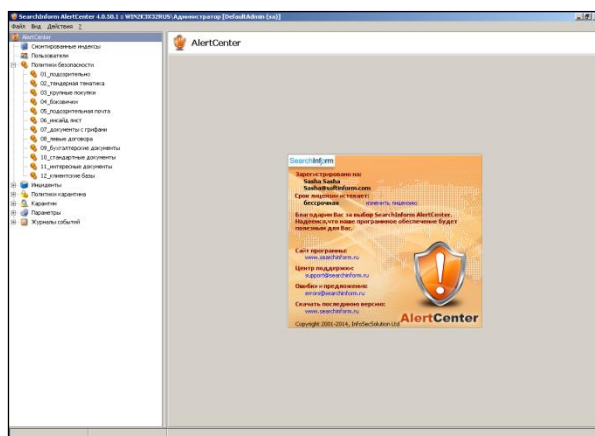 SearchInform AlertCenter 4.0.50.1 :: WIN2K3X32RUS\Администратор [DefaultAdmin (sa)]
Файл Вид Действия ?
AlertCenter
Смонтированные индексы
Пользователи
Политики безопасности
01_подозрительно
02_тендерная тематика
03_крупные покупки
04_боковички
05_подозрительная почта
06_инсайд лист
07_документы с грифами
08_левые договора
09_бухгалтерские документы
10_стандартные документы
11_интересные документы
12_клиентские базы
Инциденты
Политики карантина
Карантин
Параметры
Журналы событий
AlertCenter
SearchInform
Зарегистрировано на:
Sasha Sasha
Sasha@softinform.com
Срок лицензии истекает:
бессрочная изменить лицензию
Благодарим Вас за выбор SearchInform AlertCenter.
Надеемся,что наше программное обеспечение будет
полезным для Вас.
Сайт программы:
www.searchinform.ru
Центр поддержки:
support@searchinform.ru
Ошибки и предложения:
errors@searchinform.ru
Скачать последнюю версию:
www.searchinform.ru
AlertCenter
Copyright 2001-2014, InfoSecSolution Ltd